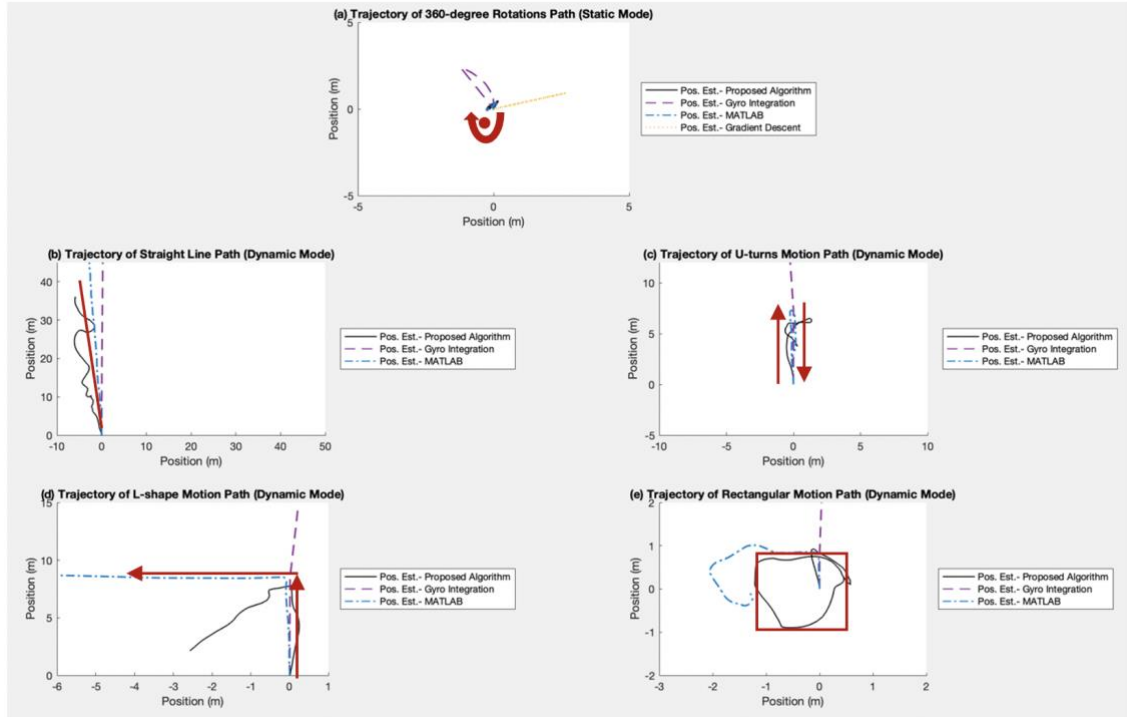 (a) Trajectory of 360-degree Rotations Path (Static Mode)
5
0
-5
Position (m)
-5 0 5
Position (m)
Pos. Est.- Proposed Algorithm
Pos. Est.- Gyro Integration
Pos. Est.- MATLAB
Pos. Est.- Gradient Descent
(b) Trajectory of Straight Line Path (Dynamic Mode)
40
30
20
10
0
Position (m)
-10 0 10 20 30 40 50
Position (m)
Pos. Est.- Proposed Algorithm
Pos. Est.- Gyro Integration
Pos. Est.- MATLAB
(c) Trajectory of U-turns Motion Path (Dynamic Mode)
10
5
0
-5
Position (m)
-10 -5 0 5 10
Position (m)
Pos. Est.- Proposed Algorithm
Pos. Est.- Gyro Integration
Pos. Est.- MATLAB
(d) Trajectory of L-shape Motion Path (Dynamic Mode)
15
10
5
0
Position (m)
-6 -5 -4 -3 -2 -1 0 1
Position (m)
Pos. Est.- Proposed Algorithm
Pos. Est.- Gyro Integration
Pos. Est.- MATLAB
(e) Trajectory of Rectangular Motion Path (Dynamic Mode)
2
1
0
-1
-2
Position (m)
-3 -2 -1 0 1 2
Position (m)
Pos. Est.- Proposed Algorithm
Pos. Est.- Gyro Integration
Pos. Est.- MATLAB